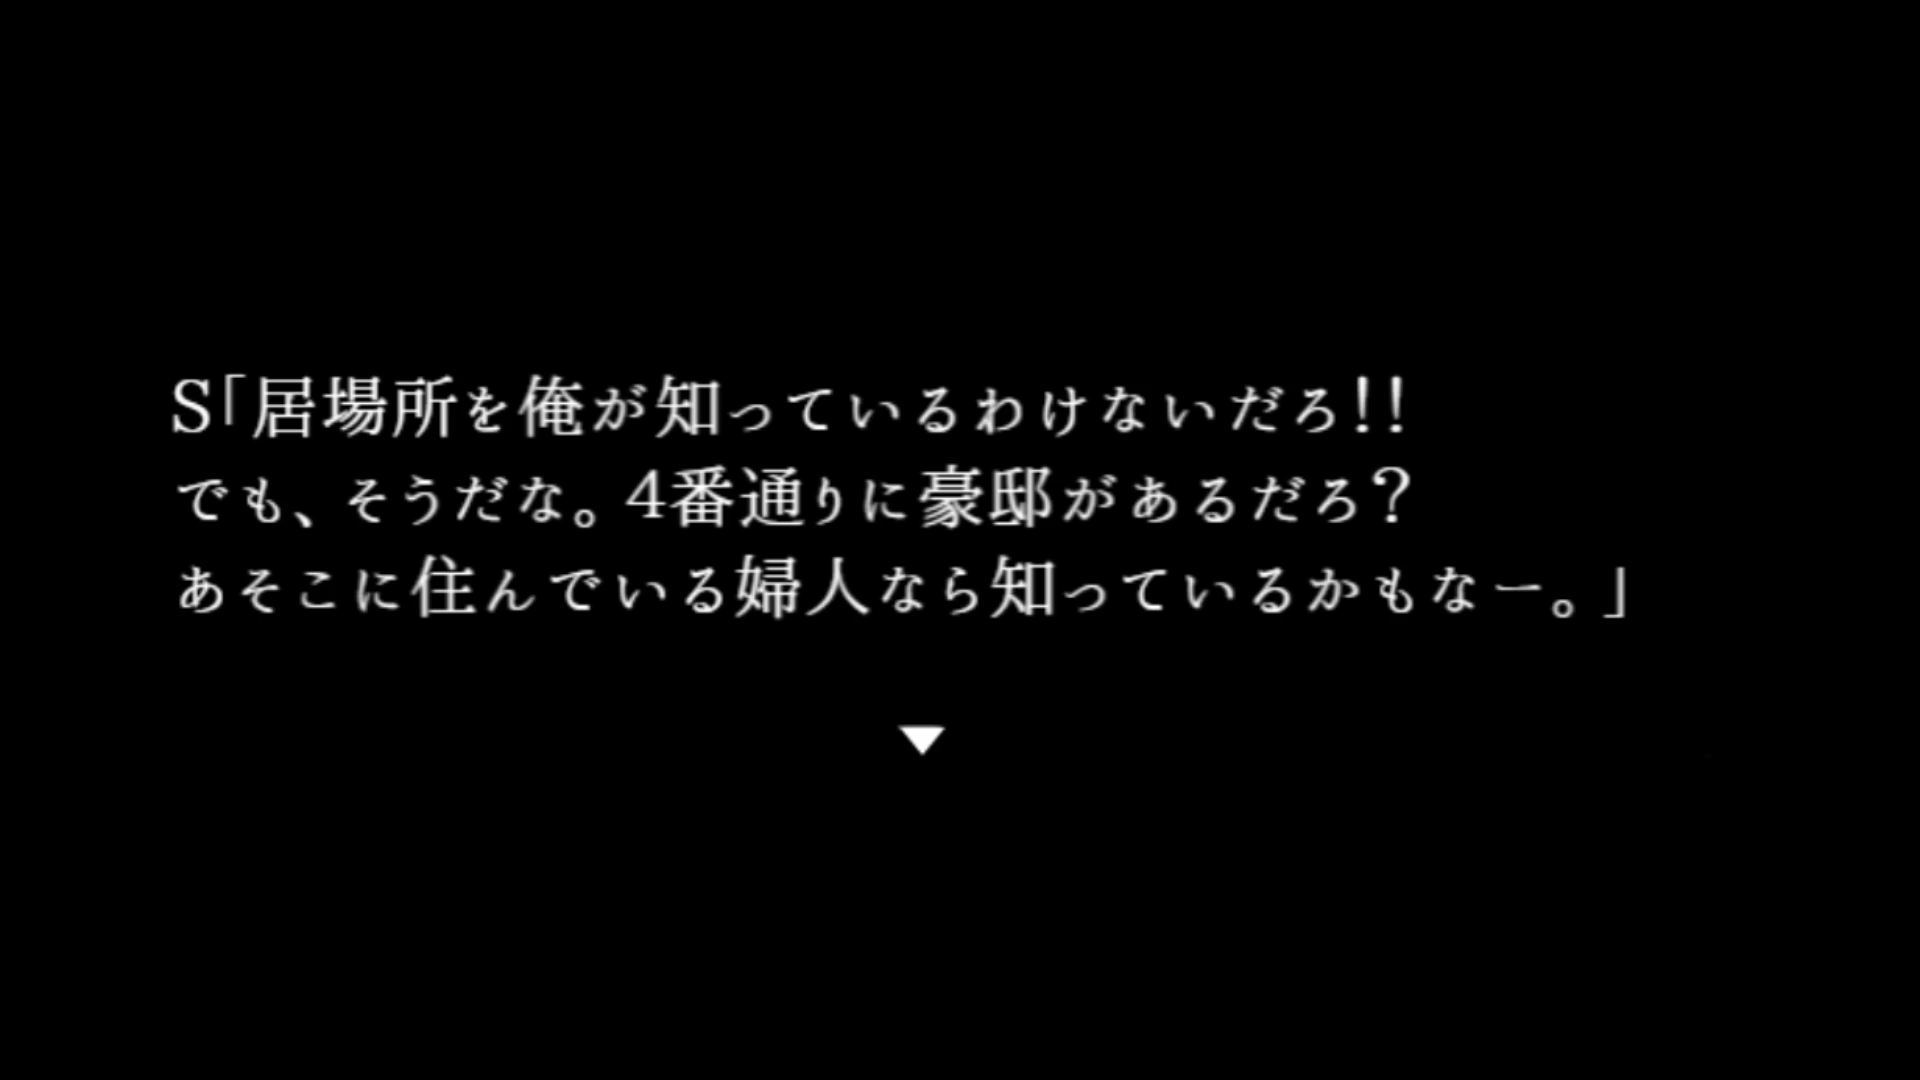 S「居場所を俺が知っているわけないだろ!!
でも、そうだな。4番通りに豪邸があるだろ?
あそこに住んでいる婦人なら知っているかもなー。」